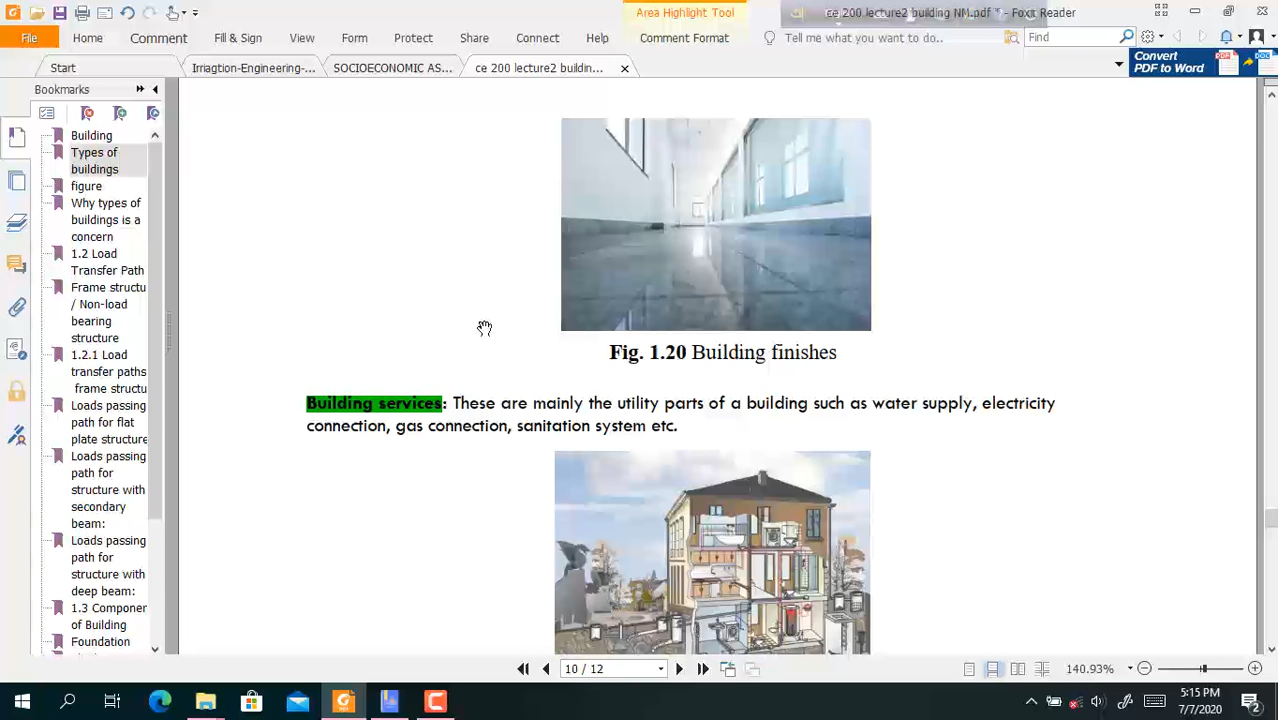 Area Highlight Tool
ce 200 lecture2 building NM.pdf * - Foxit Reader
File Home Comment Fill & Sign View Form Protect Share Connect Help Comment Format Tell me what you want to do.. Find
Start Irriagtion-Engineering-... SOCIOECONOMIC AS... ce 200 lecture2 buildin...
Convert
PDF to Word
Bookmarks
Building
Types of
buildings
figure
Why types of
buildings is a
concern
1.2 Load
Transfer Path
Frame structu
/ Non-load
bearing
structure
1.2.1 Load
transfer paths
frame structu
Loads passing
path for flat
plate structure
Loads passing
path for
structure with
secondary
beam:
Loads passing
path for
structure with
deep beam:
1.3 Componen
of Building
Foundation
Fig. 1.20 Building finishes
Building services: These are mainly the utility parts of a building such as water supply, electricity
connection, gas connection, sanitation system etc.
10 / 12
140.93%
5:15 PM
7/7/2020
2